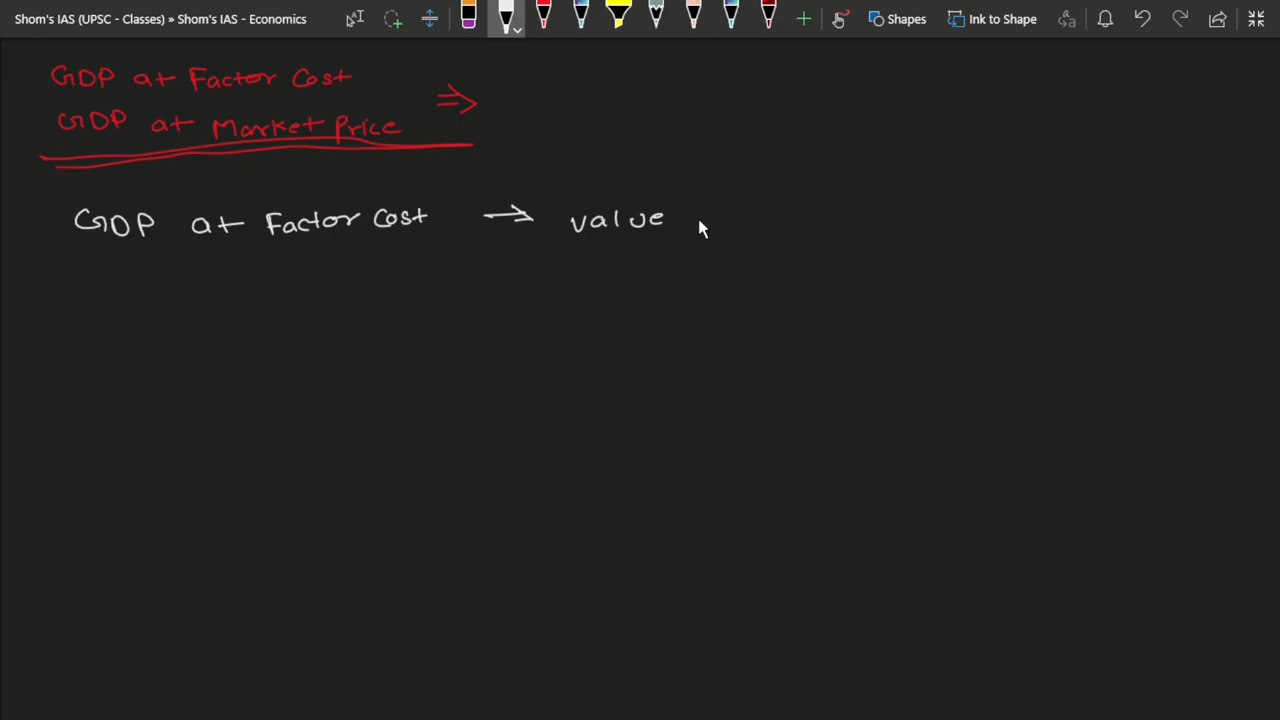 Shom's IAS (UPSC - Classes) » Shom's IAS - Economics
Shapes
Ink to Shape
GDP at Factor Cost
GDP at Market Price ⇒
GDP at Factor Cost → value